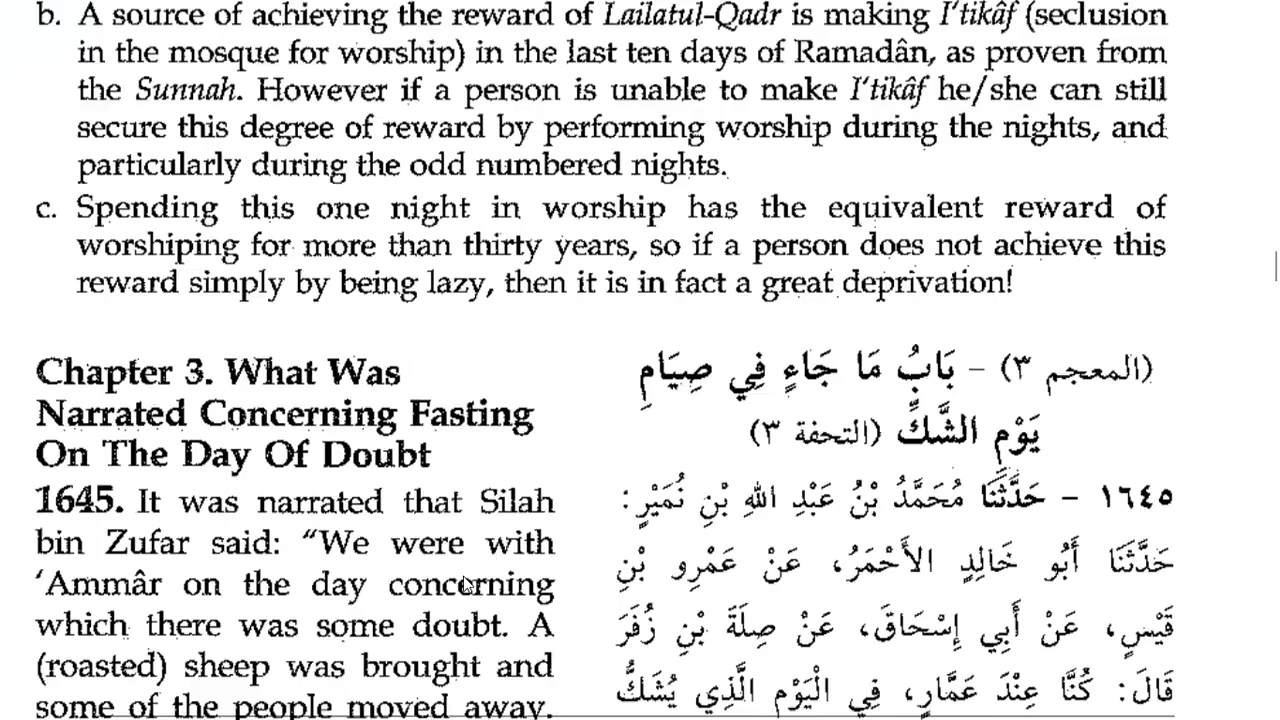 b. A source of achieving the reward of Lailatul-Qadr is making I'tikâf (seclusion
in the mosque for worship) in the last ten days of Ramadân, as proven from
the Sunnah. However if a person is unable to make I'tikâf he/she can still
secure this degree of reward by performing worship during the nights, and
particularly during the odd numbered nights.
c. Spending this one night in worship has the equivalent reward of
worshiping for more than thirty years, so if a person does not achieve this
reward simply by being lazy, then it is in fact a great deprivation!
Chapter 3. What Was
Narrated Concerning Fasting
On The Day Of Doubt
1645. It was narrated that Silah
bin Zufar said: "We were with
'Ammâr on the day concerning
which there was some doubt. A
(roasted) sheep was brought and
some of the people moved away.
(المعجم ٣) - بَابُ مَا جَاءَ فِي صِيَامِ
يَوْمِ الشَّكِّ (التحفة ٣)
١٦٤٥ - حَدَّثَنَا مُحَمَّدُ بْنُ عَبْدِ اللهِ بْنِ نُمَيْرٍ:
حَدَّثَنَا أَبُو خَالِدٍ الأَحْمَرُ، عَنْ عَمْرِو بْنِ
قَيْسٍ، عَنْ أَبِي إِسْحَاقَ، عَنْ صِلَةَ بْنِ زُفَرَ
قَالَ: كُنَّا عِنْدَ عَمَّارٍ، فِي الْيَوْمِ الَّذِي يُشَكُّ